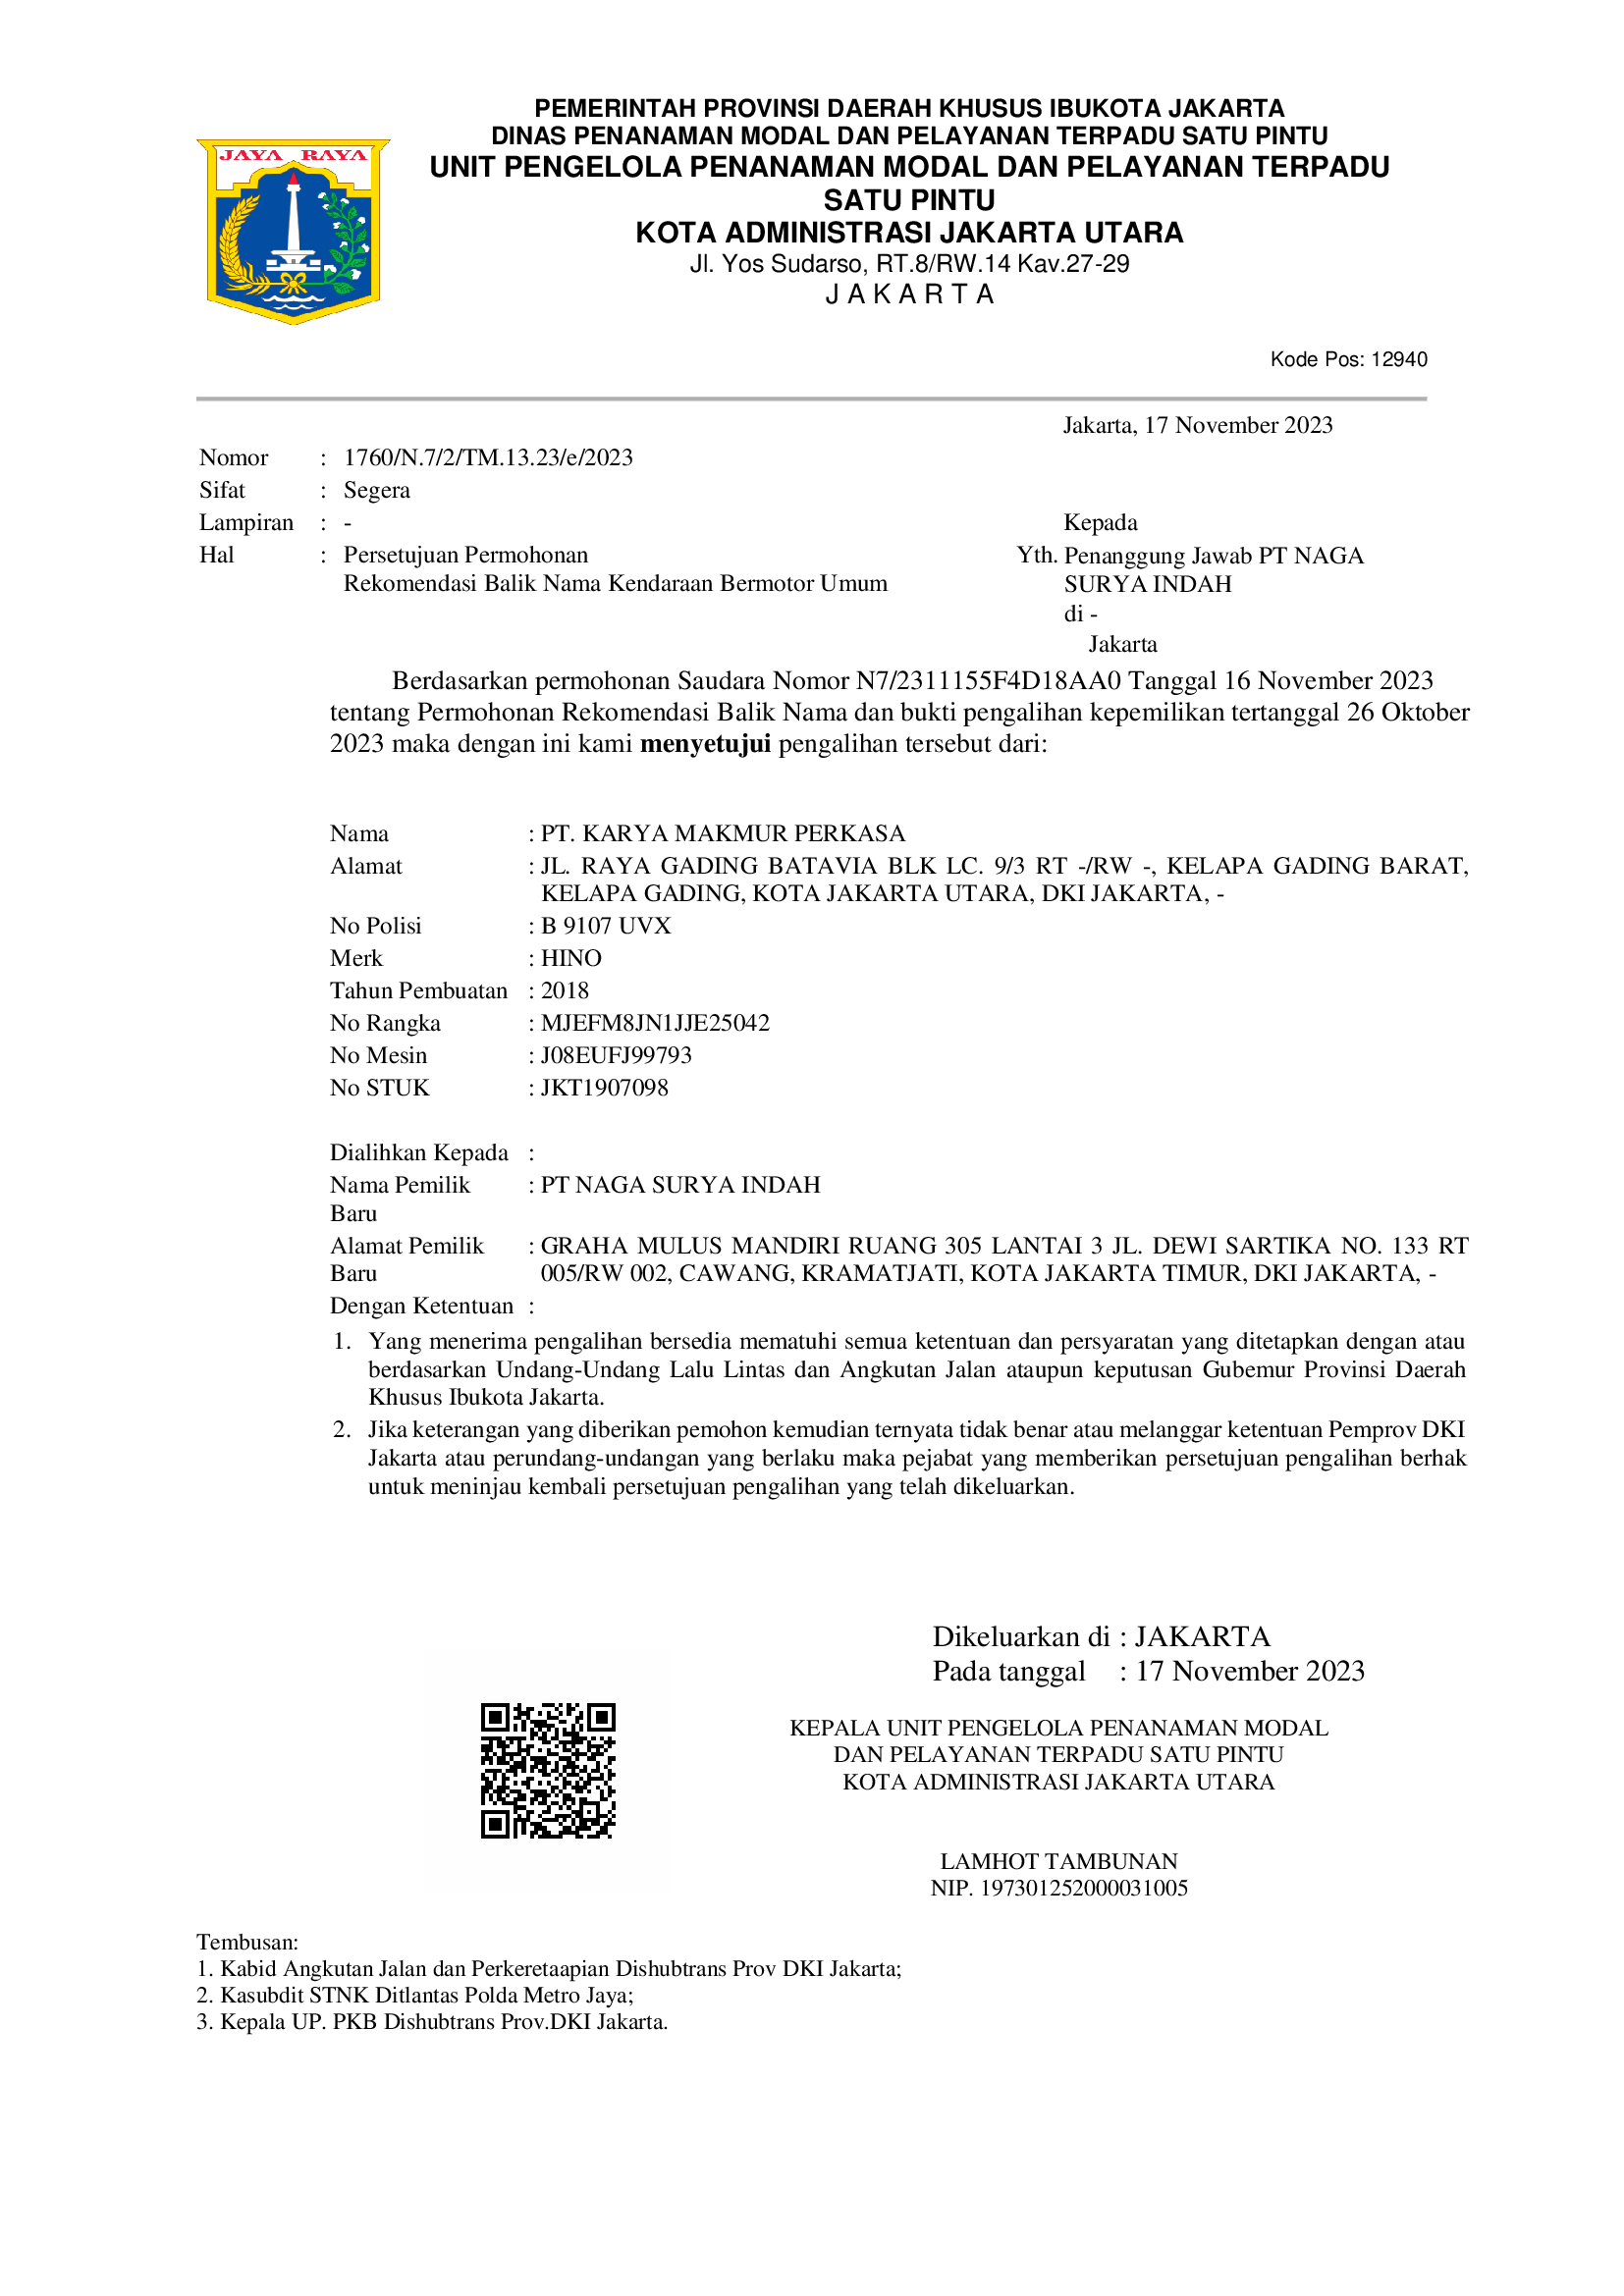 JAYA RAYA
PEMERINTAH PROVINSI DAERAH KHUSUS IBUKOTA JAKARTA
DINAS PENANAMAN MODAL DAN PELAYANAN TERPADU SATU PINTU
UNIT PENGELOLA PENANAMAN MODAL DAN PELAYANAN TERPADU
SATU PINTU
KOTA ADMINISTRASI JAKARTA UTARA
Jl. Yos Sudarso, RT.8/RW.14 Kav.27-29
J A K A R T A
Kode Pos: 12940
Jakarta, 17 November 2023
Nomor : 1760/N.7/2/TM.13.23/e/2023
Sifat : Segera
Lampiran : -
Hal : Persetujuan Permohonan
Rekomendasi Balik Nama Kendaraan Bermotor Umum
Kepada
Yth. Penanggung Jawab PT NAGA
SURYA INDAH
di -
Jakarta
Berdasarkan permohonan Saudara Nomor N7/2311155F4D18AA0 Tanggal 16 November 2023
tentang Permohonan Rekomendasi Balik Nama dan bukti pengalihan kepemilikan tertanggal 26 Oktober
2023 maka dengan ini kami menyetujui pengalihan tersebut dari:
Nama : PT. KARYA MAKMUR PERKASA
Alamat : JL. RAYA GADING BATAVIA BLK LC. 9/3 RT -/RW -, KELAPA GADING BARAT,
KELAPA GADING, KOTA JAKARTA UTARA, DKI JAKARTA, -
No Polisi : B 9107 UVX
Merk : HINO
Tahun Pembuatan : 2018
No Rangka : MJEFM8JN1JJE25042
No Mesin : J08EUFJ99793
No STUK : JKT1907098
Dialihkan Kepada :
Nama Pemilik : PT NAGA SURYA INDAH
Baru
Alamat Pemilik : GRAHA MULUS MANDIRI RUANG 305 LANTAI 3 JL. DEWI SARTIKA NO. 133 RT
Baru 005/RW 002, CAWANG, KRAMATJATI, KOTA JAKARTA TIMUR, DKI JAKARTA, -
Dengan Ketentuan :
1. Yang menerima pengalihan bersedia mematuhi semua ketentuan dan persyaratan yang ditetapkan dengan atau
berdasarkan Undang-Undang Lalu Lintas dan Angkutan Jalan ataupun keputusan Gubemur Provinsi Daerah
Khusus Ibukota Jakarta.
2. Jika keterangan yang diberikan pemohon kemudian ternyata tidak benar atau melanggar ketentuan Pemprov DKI
Jakarta atau perundang-undangan yang berlaku maka pejabat yang memberikan persetujuan pengalihan berhak
untuk meninjau kembali persetujuan pengalihan yang telah dikeluarkan.
Dikeluarkan di : JAKARTA
Pada tanggal : 17 November 2023
KEPALA UNIT PENGELOLA PENANAMAN MODAL
DAN PELAYANAN TERPADU SATU PINTU
KOTA ADMINISTRASI JAKARTA UTARA
LAMHOT TAMBUNAN
NIP. 197301252000031005
Tembusan:
1. Kabid Angkutan Jalan dan Perkeretaapian Dishubtrans Prov DKI Jakarta;
2. Kasubdit STNK Ditlantas Polda Metro Jaya;
3. Kepala UP. PKB Dishubtrans Prov.DKI Jakarta.